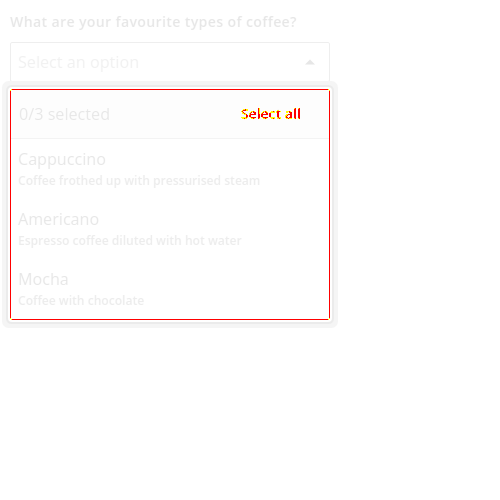 What are your favourite types of coffee?
Select an option
0/3 selected Select all
Cappuccino
Coffee frothed up with pressurised steam
Americano
Espresso coffee diluted with hot water
Mocha
Coffee with chocolate